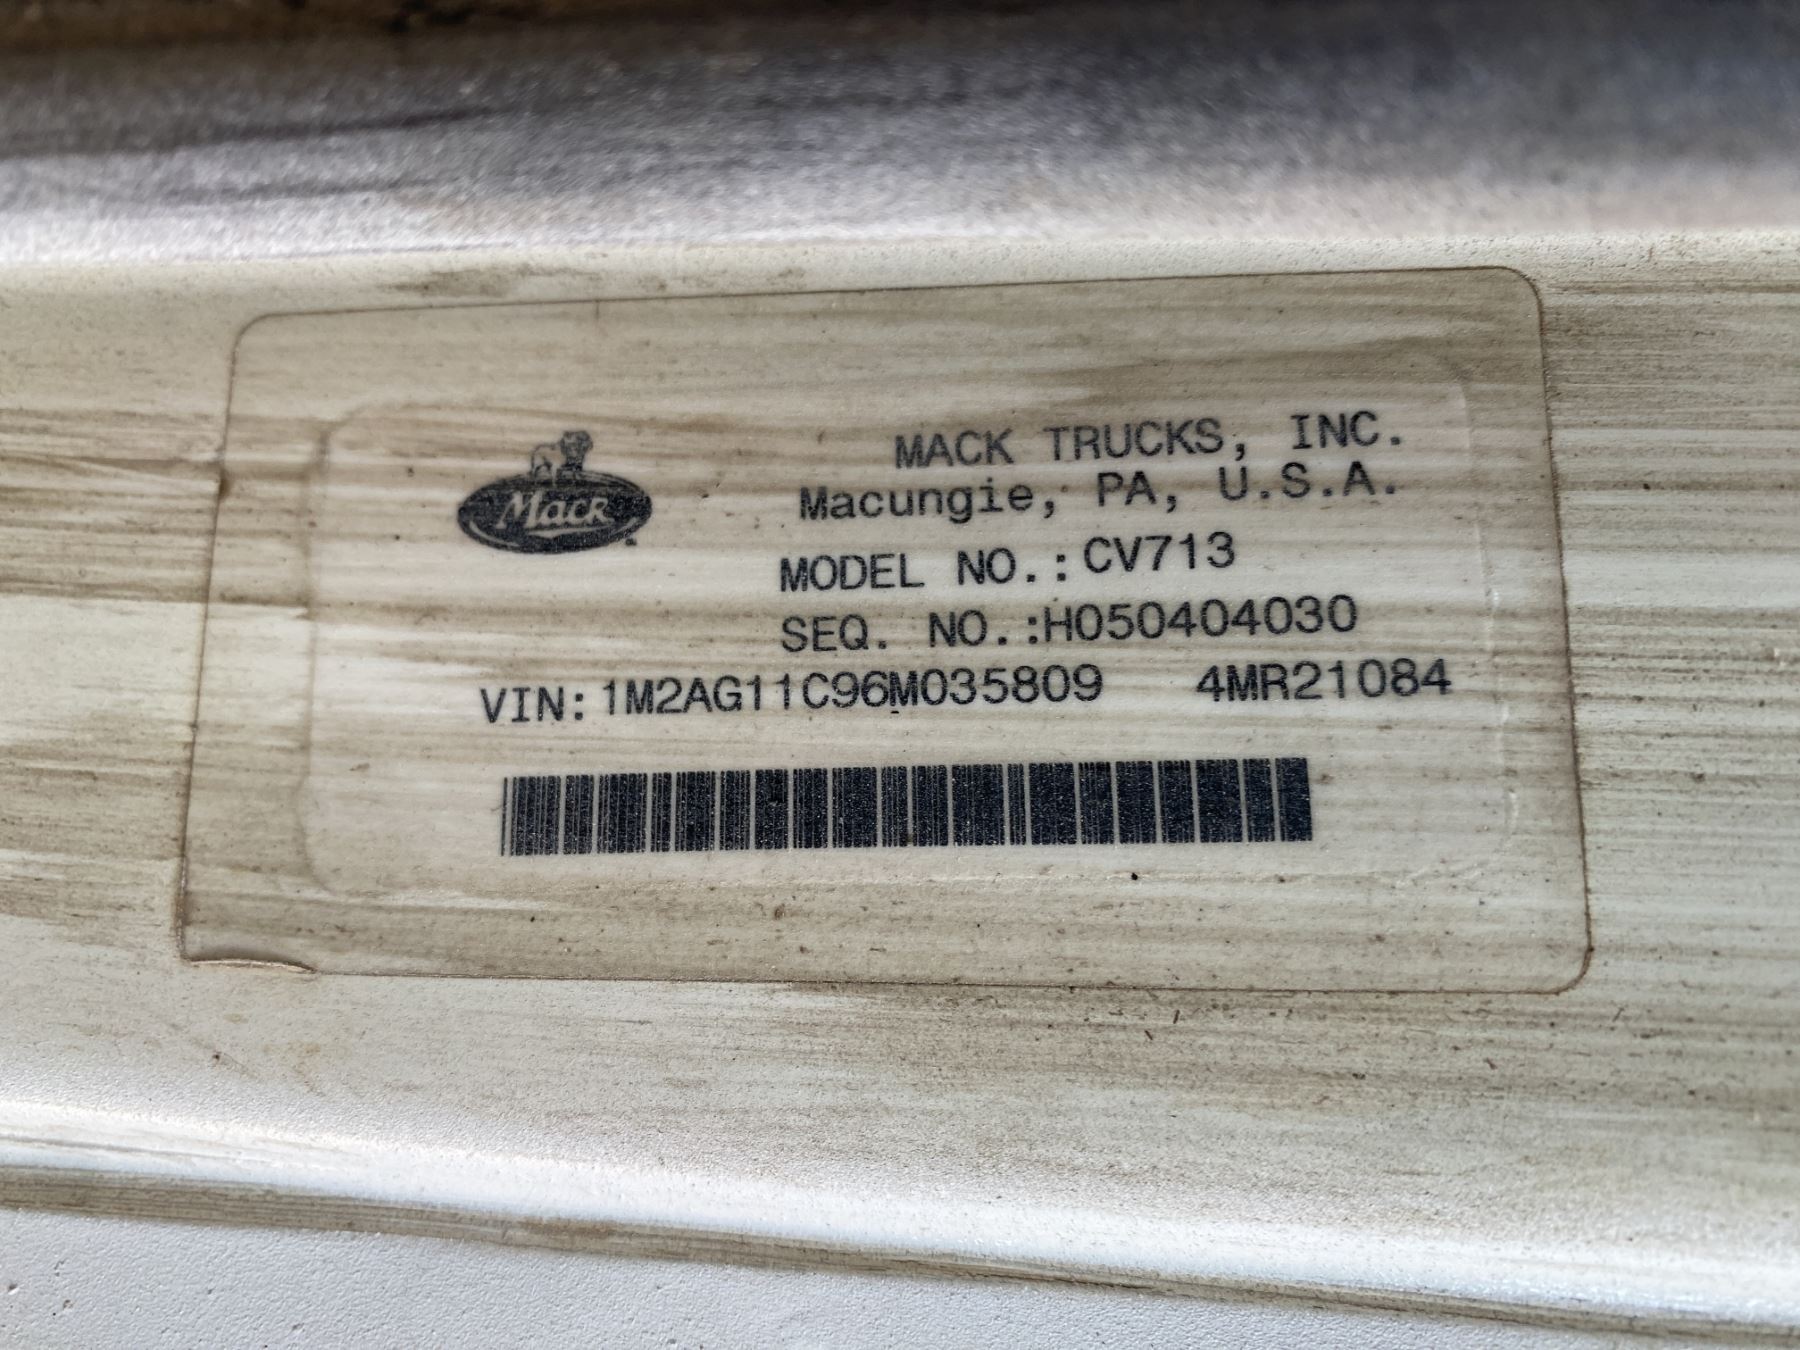 Mack
MACK TRUCKS, INC.
Macungie, PA, U.S.A.
MODEL NO.: CV713
SEQ. NO.:H050404030
VIN: 1M2AG11C96M035809 4MR21084